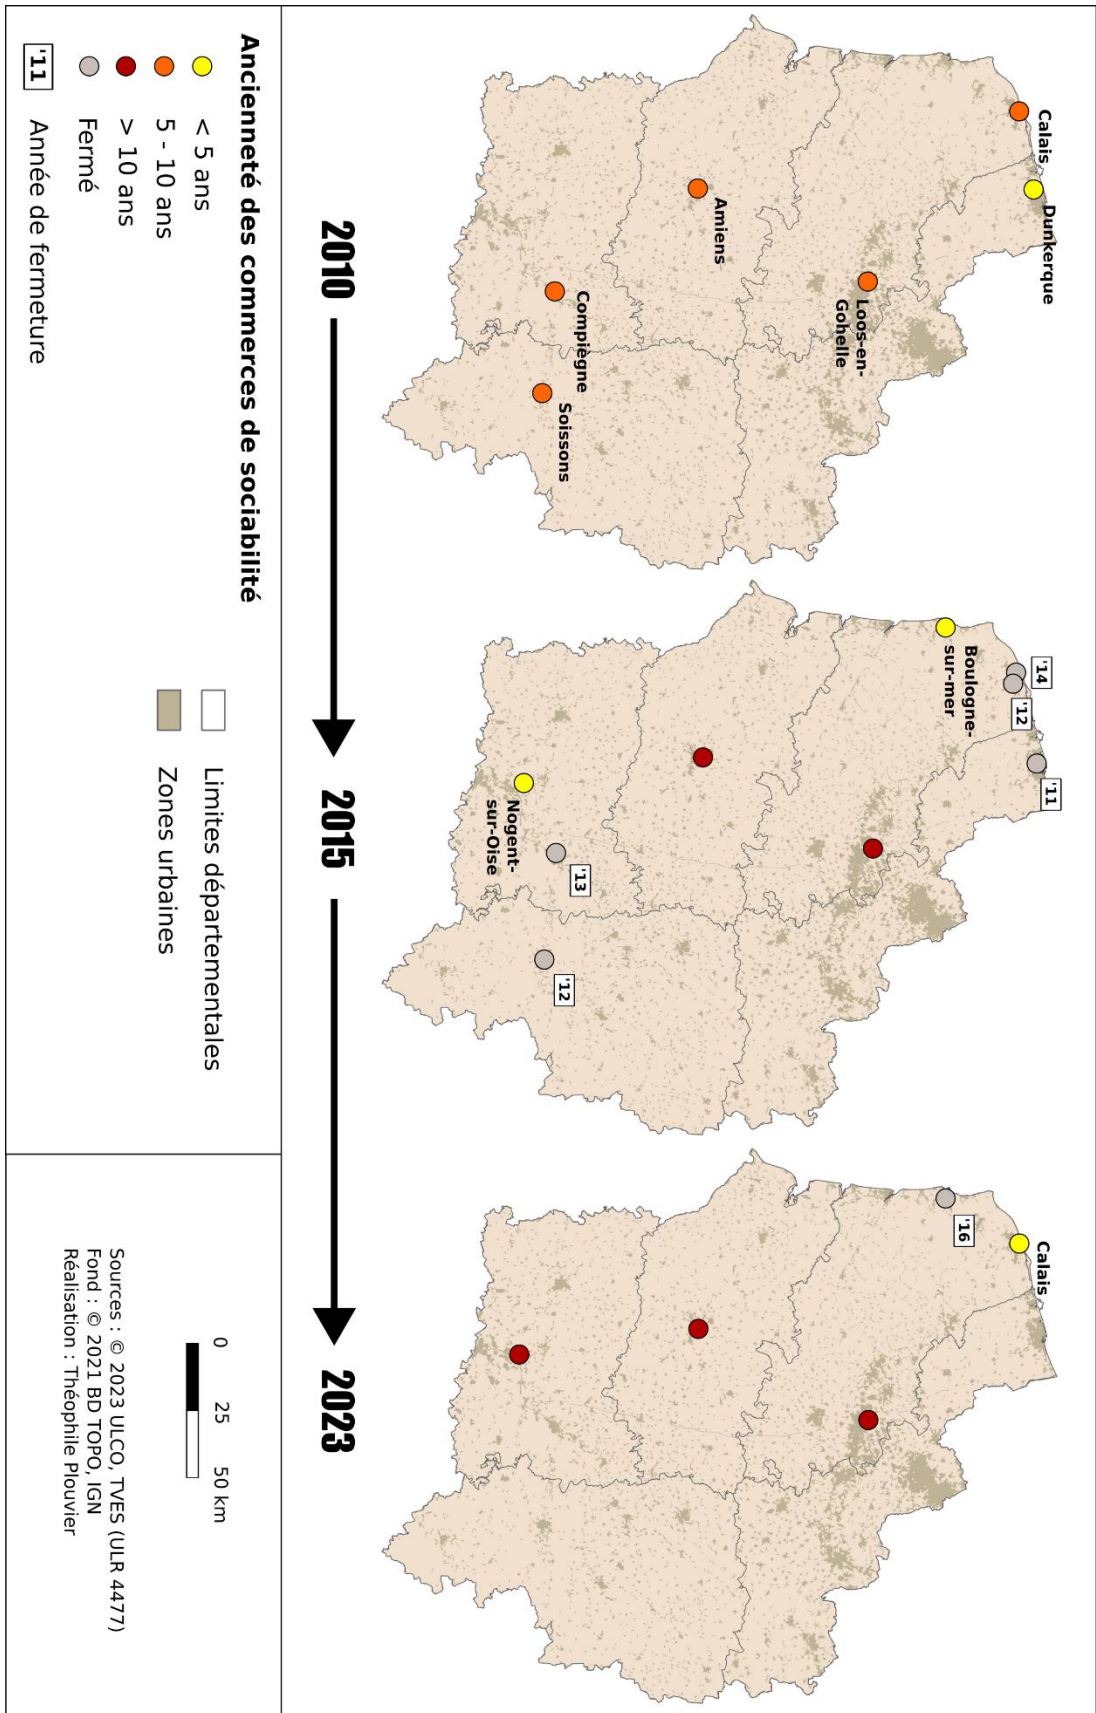 Calais
Dunkerque
Loos-en-
Gohelle
Amiens
Compiègne
Soissons
'14
'12
'11
Boulogne-
sur-mer
Nogent-
sur-Oise
'13
'12
Calais
'16
2010
2015
2023
Ancienneté des commerces de sociabilité
< 5 ans
5 - 10 ans
> 10 ans
Fermé
'11 Année de fermeture
Limites départementales
Zones urbaines
0 25 50 km
Sources : © 2023 ULCO, TVES (ULR 4477)
Fond : © 2021 BD TOPO, IGN
Réalisation : Théophile Plouvier